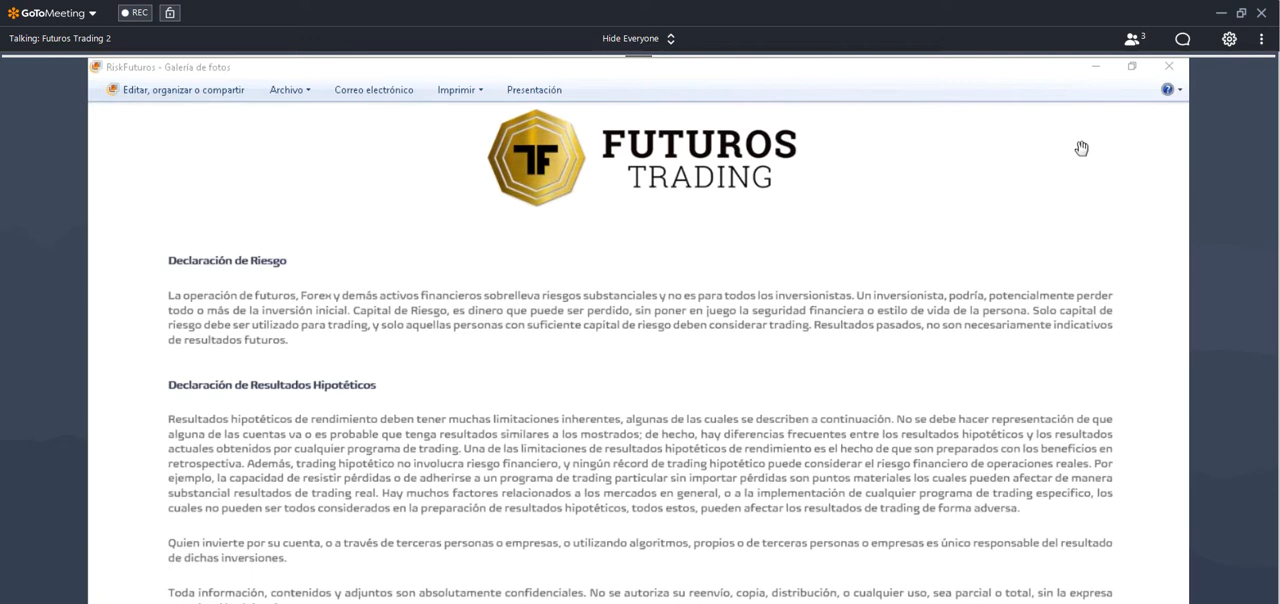 GoToMeeting
REC
Talking: Futuros Trading 2
Hide Everyone
3
RiskFuturos - Galería de fotos
Editar, organizar o compartir
Archivo
Correo electrónico
Imprimir
Presentación
TF
FUTUROS
TRADING
Declaración de Riesgo
La operación de futuros, Forex y demás activos financieros sobrelleva riesgos substanciales y no es para todos los inversionistas. Un inversionista, podría, potencialmente perder
todo o más de la inversión inicial. Capital de Riesgo, es dinero que puede ser perdido, sin poner en juego la seguridad financiera o estilo de vida de la persona. Solo capital de
riesgo debe ser utilizado para trading, y solo aquellas personas con suficiente capital de riesgo deben considerar trading. Resultados pasados, no son necesariamente indicativos
de resultados futuros.
Declaración de Resultados Hipotéticos
Resultados hipotéticos de rendimiento deben tener muchas limitaciones inherentes, algunas de las cuales se describen a continuación. No se debe hacer representación de que
alguna de las cuentas va o es probable que tenga resultados similares a los mostrados; de hecho, hay diferencias frecuentes entre los resultados hipotéticos y los resultados
actuales obtenidos por cualquier programa de trading. Una de las limitaciones de resultados hipotéticos de rendimiento es el hecho de que son preparados con los beneficios en
retrospectiva. Además, trading hipotético no involucra riesgo financiero, y ningún récord de trading hipotético puede considerar el riesgo financiero de operaciones reales. Por
ejemplo, la capacidad de resistir pérdidas o de adherirse a un programa de trading particular sin importar pérdidas son puntos materiales los cuales pueden afectar de manera
substancial resultados de trading real. Hay muchos factores relacionados a los mercados en general, o a la implementación de cualquier programa de trading especifico, los
cuales no pueden ser todos considerados en la preparación de resultados hipotéticos, todos estos, pueden afectar los resultados de trading de forma adversa.
Quien invierte por su cuenta, o a través de terceras personas o empresas, o utilizando algoritmos, propios o de terceras personas o empresas es único responsable del resultado
de dichas inversiones.
Toda información, contenidos y adjuntos son absolutamente confidenciales. No se autoriza su reenvío, copia, distribución, o cualquier uso, sea parcial o total, sin la expresa